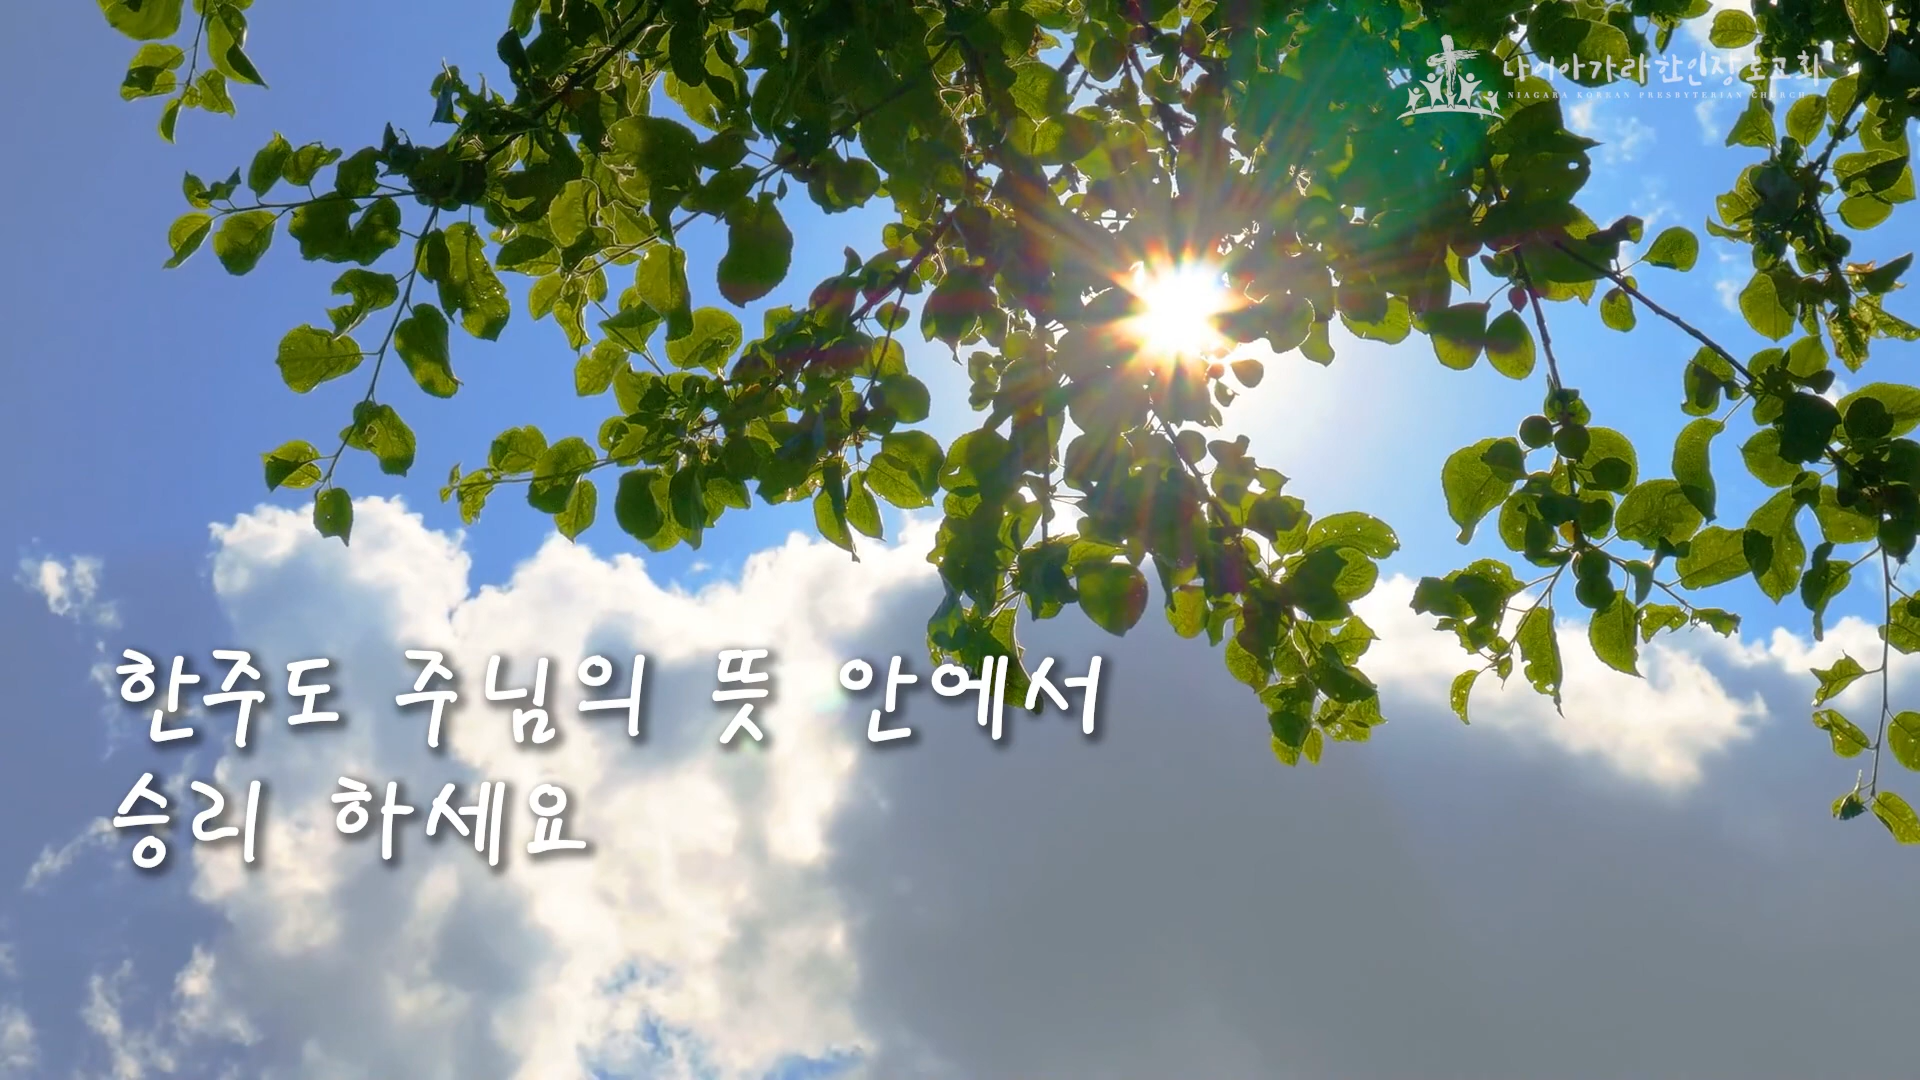 나이아가라한인장로교회
NIAGARA KOREAN PRESBYTERIAN CHURCH
한주도 주님의 뜻 안에서
승리 하세요